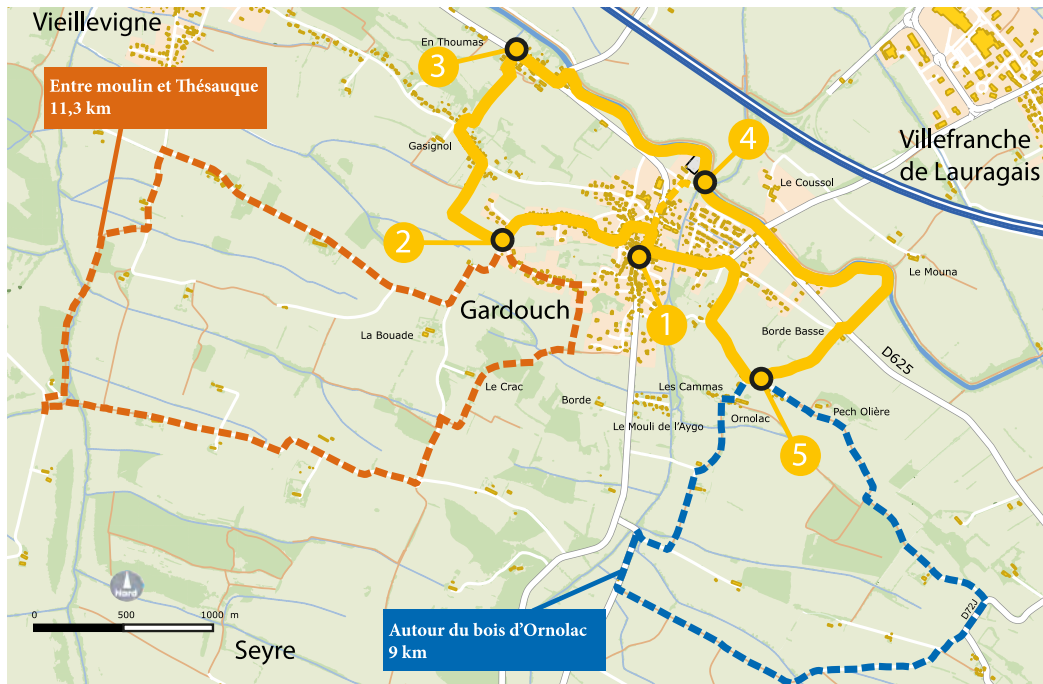 Vieillevigne
En Thoumas
3
Entre moulin et Thésauque
11,3 km
4
Villefranche
de Lauragais
Gasignol
Le Coussol
2
Le Mouna
Gardouch
1
La Bouade
Borde Basse
D625
Le Crac
Les Cammas
Borde
Ornolac
Pech Olière
Le Mouli de l'Aygo
5
Nord
0 500 1000 m
D72J
Autour du bois d'Ornolac
9 km
Seyre